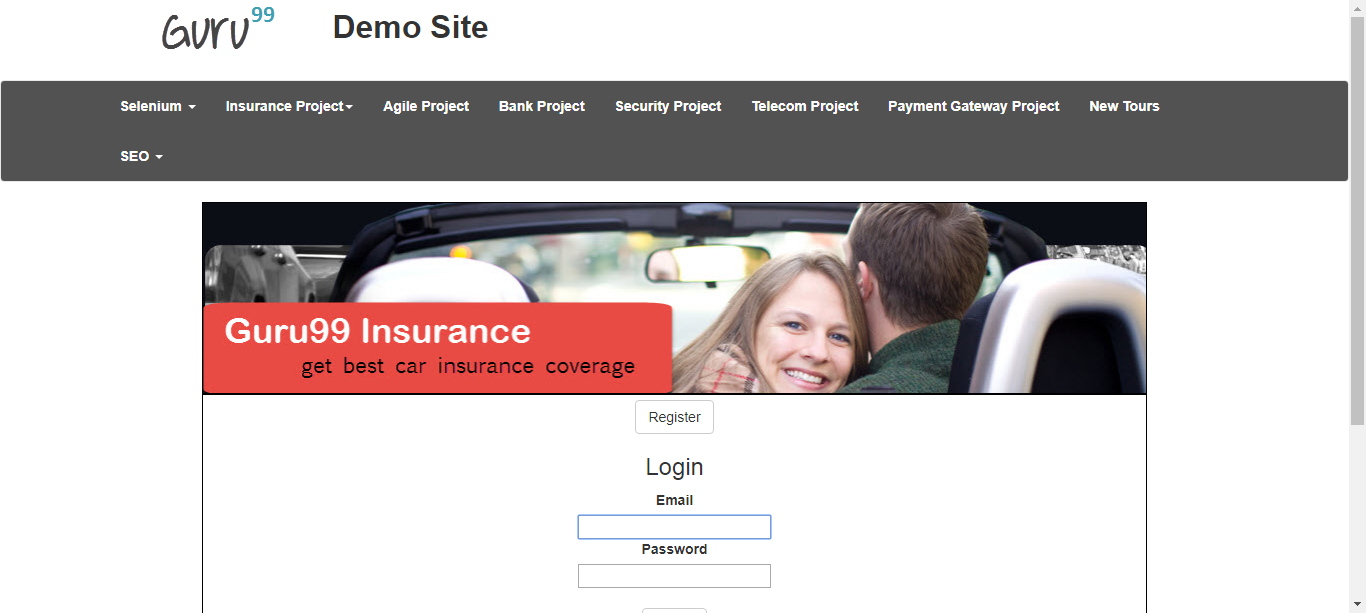 Guru99 Demo Site
Selenium Insurance Project Agile Project Bank Project Security Project Telecom Project Payment Gateway Project New Tours
SEO
Guru99 Insurance
get best car insurance coverage
Register
Login
Email
Password